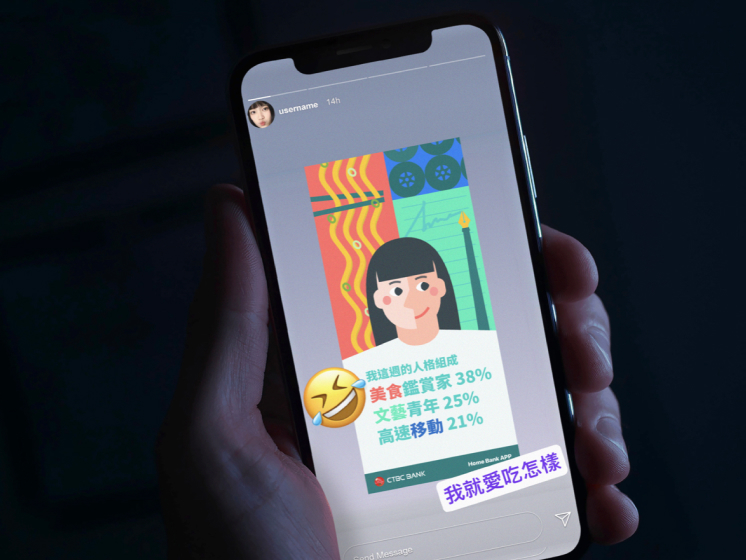 username 14h
我這週的人格組成
美食鑑賞家 38%
文藝青年 25%
高速移動 21%
CTBC BANK
Home Bank APP
我就愛吃怎樣
Send Message